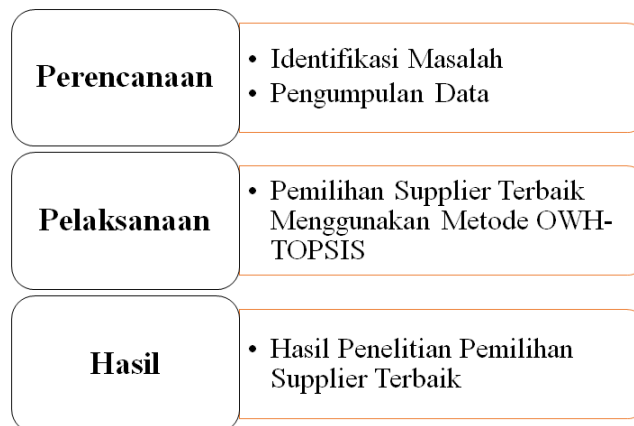 Perencanaan
• Identifikasi Masalah
• Pengumpulan Data
Pelaksanaan
• Pemilihan Supplier Terbaik
Menggunakan Metode OWH-
TOPSIS
Hasil
• Hasil Penelitian Pemilihan
Supplier Terbaik